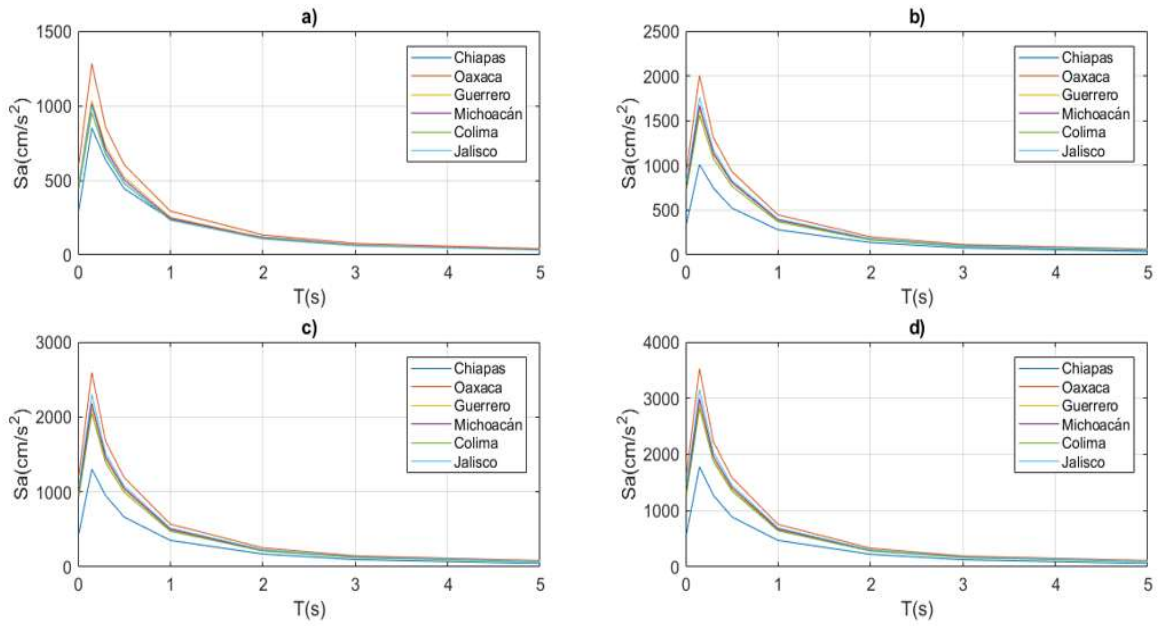 a)
1500
1000
500
0
Sa(cm/s²)
Chiapas
Oaxaca
Guerrero
Michoacán
Colima
Jalisco
0 1 2 3 4 5
T(s)
b)
2500
2000
1500
1000
500
0
Sa(cm/s²)
Chiapas
Oaxaca
Guerrero
Michoacán
Colima
Jalisco
0 1 2 3 4 5
T(s)
c)
3000
2000
1000
0
Sa(cm/s²)
Chiapas
Oaxaca
Guerrero
Michoacán
Colima
Jalisco
0 1 2 3 4 5
T(s)
d)
4000
3000
2000
1000
0
Sa(cm/s²)
Chiapas
Oaxaca
Guerrero
Michoacán
Colima
Jalisco
0 1 2 3 4 5
T(s)